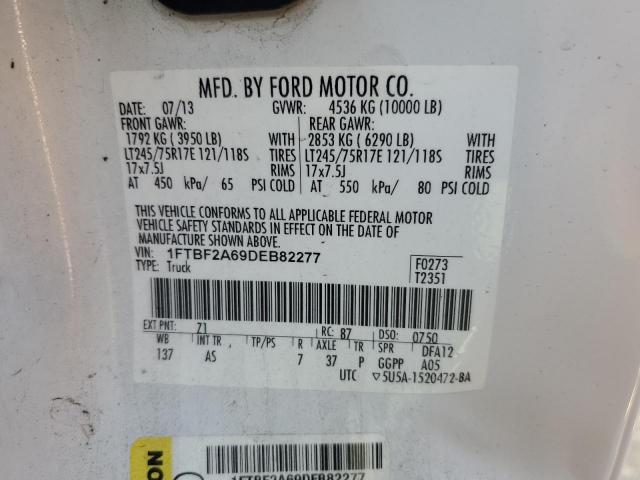 MFD. BY FORD MOTOR CO.
DATE: 07/13 GVWR: 4536 KG (10000 LB)
FRONT GAWR: REAR GAWR:
1792 KG ( 3950 LB) WITH 2853 KG ( 6290 LB) WITH
LT245/75R17E 121/118S TIRES LT245/75R17E 121/118S TIRES
17x7.5J RIMS 17x7.5J RIMS
AT 450 kPa/ 65 PSI COLD AT 550 kPa/ 80 PSI COLD
THIS VEHICLE CONFORMS TO ALL APPLICABLE FEDERAL MOTOR
VEHICLE SAFETY STANDARDS IN EFFECT ON THE DATE OF
MANUFACTURE SHOWN ABOVE.
VIN: 1FTBF2A69DEB82277 F0273
TYPE: Truck T2351
EXT PNT: Z1 RC: 87 DSO: 0750
WB INT TR TP/PS R AXLE TR SPR DFA12
137 AS 7 37 P GGPP A05
UTC ▽5U5A-1520472-BA
1FTBF2A69DEB82277